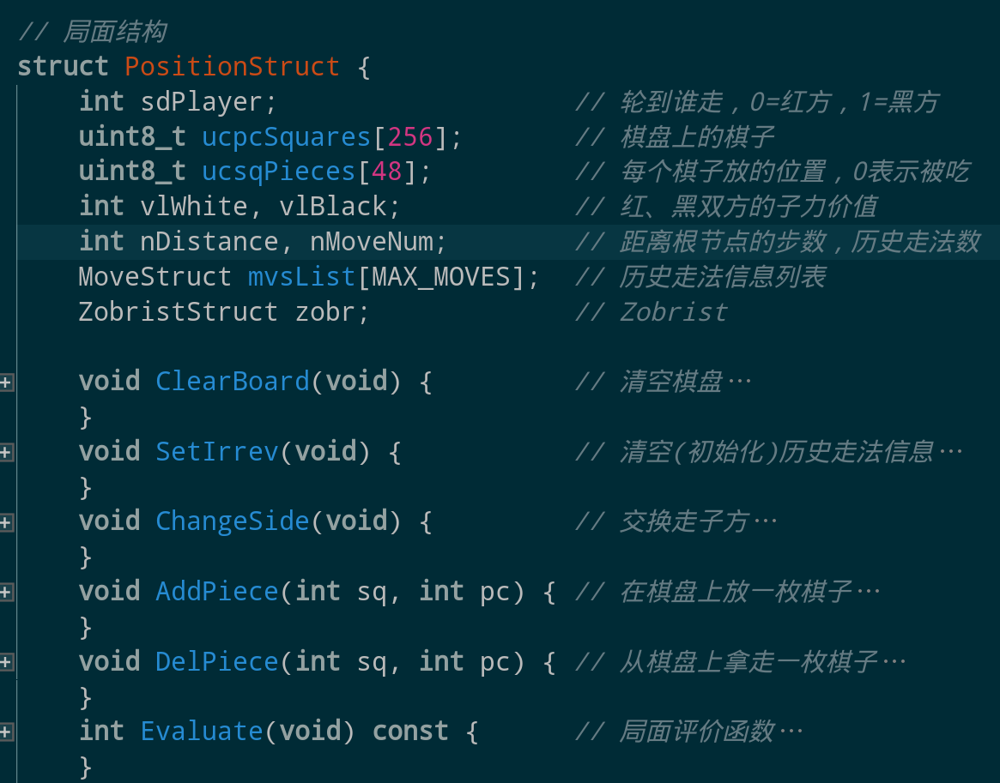 // 局面结构
struct PositionStruct {
    int sdPlayer;                   // 轮到谁走，0=红方，1=黑方
    uint8_t ucpcSquares[256];       // 棋盘上的棋子
    uint8_t ucsqPieces[48];         // 每个棋子放的位置，0表示被吃
    int vlWhite, vlBlack;           // 红、黑双方的子力价值
    int nDistance, nMoveNum;        // 距离根节点的步数，历史走法数
    MoveStruct mvsList[MAX_MOVES];  // 历史走法信息列表
    ZobristStruct zobr;             // Zobrist
    void ClearBoard(void) {         // 清空棋盘…
    }
    void SetIrrev(void) {           // 清空(初始化)历史走法信息…
    }
    void ChangeSide(void) {         // 交换走子方…
    }
    void AddPiece(int sq, int pc) { // 在棋盘上放一枚棋子…
    }
    void DelPiece(int sq, int pc) { // 从棋盘上拿走一枚棋子…
    }
    int Evaluate(void) const {      // 局面评价函数…
    }